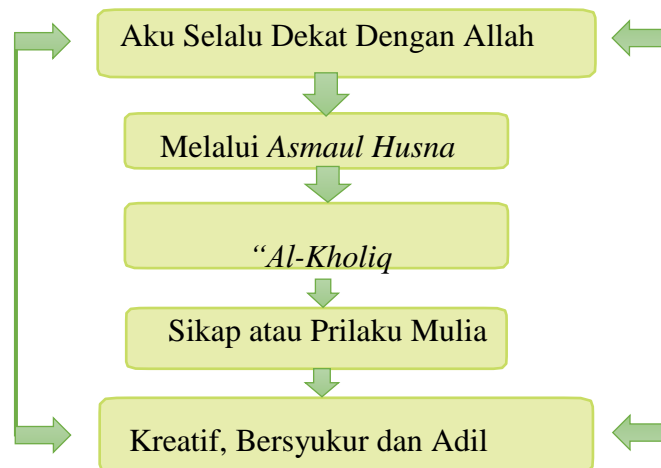 Aku Selalu Dekat Dengan Allah
Melalui Asmaul Husna
“Al-Kholiq
Sikap atau Prilaku Mulia
Kreatif, Bersyukur dan Adil